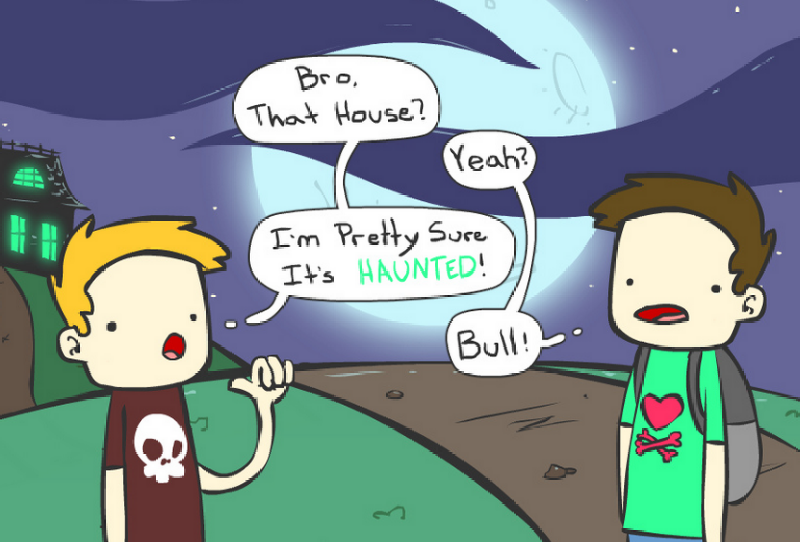 Bro,
That House?
Yeah?
I'm Pretty Sure
It's HAUNTED!
Bull!